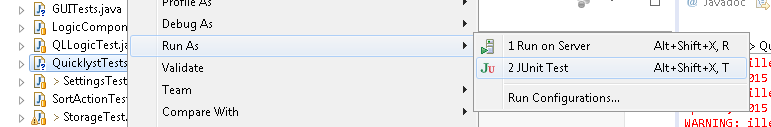 GUITests.java
LogicCompon
QLLogicTest.ja
QuicklystTests
> SettingsTest
SortActionTest
> StorageTest.
Profile As
Debug As
Run As
Validate
Team
Compare With
1 Run on Server Alt+Shift+X, R
2 JUnit Test Alt+Shift+X, T
Run Configurations...
@ Javadoc
> Qu
ille
2015
ille
2015
WARNING: ille